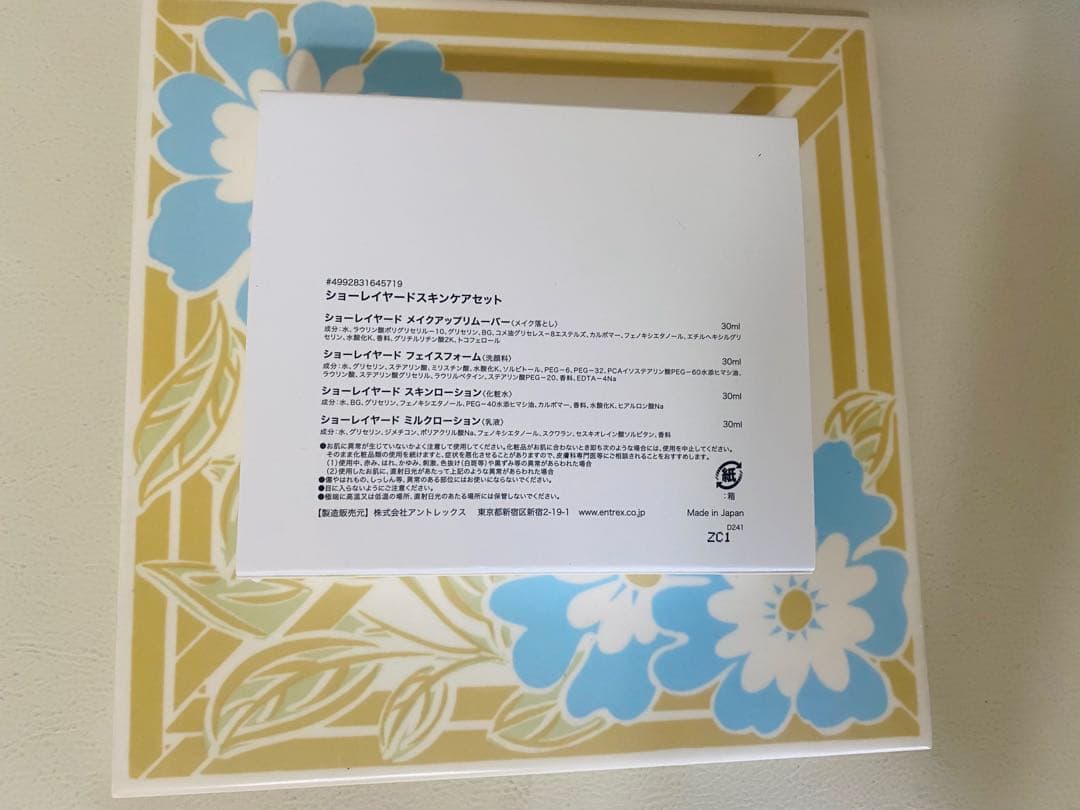 #4992831645719
ショーレイヤードスキンケアセット
ショーレイヤード メイクアップリムーバー〈メイク落とし〉 30ml
成分：水、ラウリン酸ポリグリセリル－10、グリセリン、BG、コメ油グリセレス－8エステルズ、カルボマー、フェノキシエタノール、エチルヘキシルグリ
セリン、水酸化K、香料、グリチルリチン酸2K、トコフェロール
ショーレイヤード フェイスフォーム〈洗顔料〉 30ml
成分：水、グリセリン、ステアリン酸、ミリスチン酸、水酸化K、ソルビトール、PEG－6、PEG－32、PCAイソステアリン酸PEG－60水添ヒマシ油、
ラウリン酸、ステアリン酸グリセリル、ラウリルベタイン、ステアリン酸PEG－20、香料、EDTA－4Na
ショーレイヤード スキンローション〈化粧水〉 30ml
成分：水、BG、グリセリン、フェノキシエタノール、PEG－40水添ヒマシ油、カルボマー、香料、水酸化K、ヒアルロン酸Na
ショーレイヤード ミルクローション〈乳液〉 30ml
成分：水、グリセリン、ジメチコン、ポリアクリル酸Na、フェノキシエタノール、スクワラン、セスキオレイン酸ソルビタン、香料
●お肌に異常が生じていないかよく注意して使用してください。化粧品がお肌に合わないとき即ち次のような場合には、使用を中止してください。
そのまま化粧品類の使用を続けますと、症状を悪化させることがありますので、皮膚科専門医等にご相談されることをおすすめします。
（1）使用中、赤み、はれ、かゆみ、刺激、色抜け（白斑等）や黒ずみ等の異常があらわれた場合
（2）使用したお肌に、直射日光があたって上記のような異常があらわれた場合
●傷やはれもの、しっしん等、異常のある部位にはお使いにならないでください。
●目に入らないようにご注意ください。
●極端に高温又は低温の場所、直射日光のあたる場所には保管しないでください。
紙
：箱
【製造販売元】株式会社アントレックス 東京都新宿区新宿2-19-1 www.entrex.co.jp Made in Japan
D241
ZC1